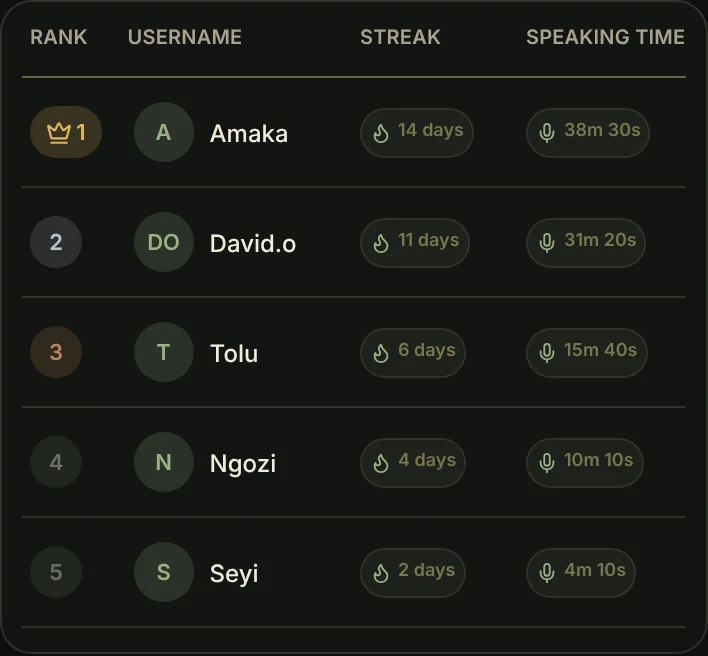 RANK USERNAME STREAK SPEAKING TIME
1 A Amaka 14 days 38m 30s
2 DO David.o 11 days 31m 20s
3 T Tolu 6 days 15m 40s
4 N Ngozi 4 days 10m 10s
5 S Seyi 2 days 4m 10s